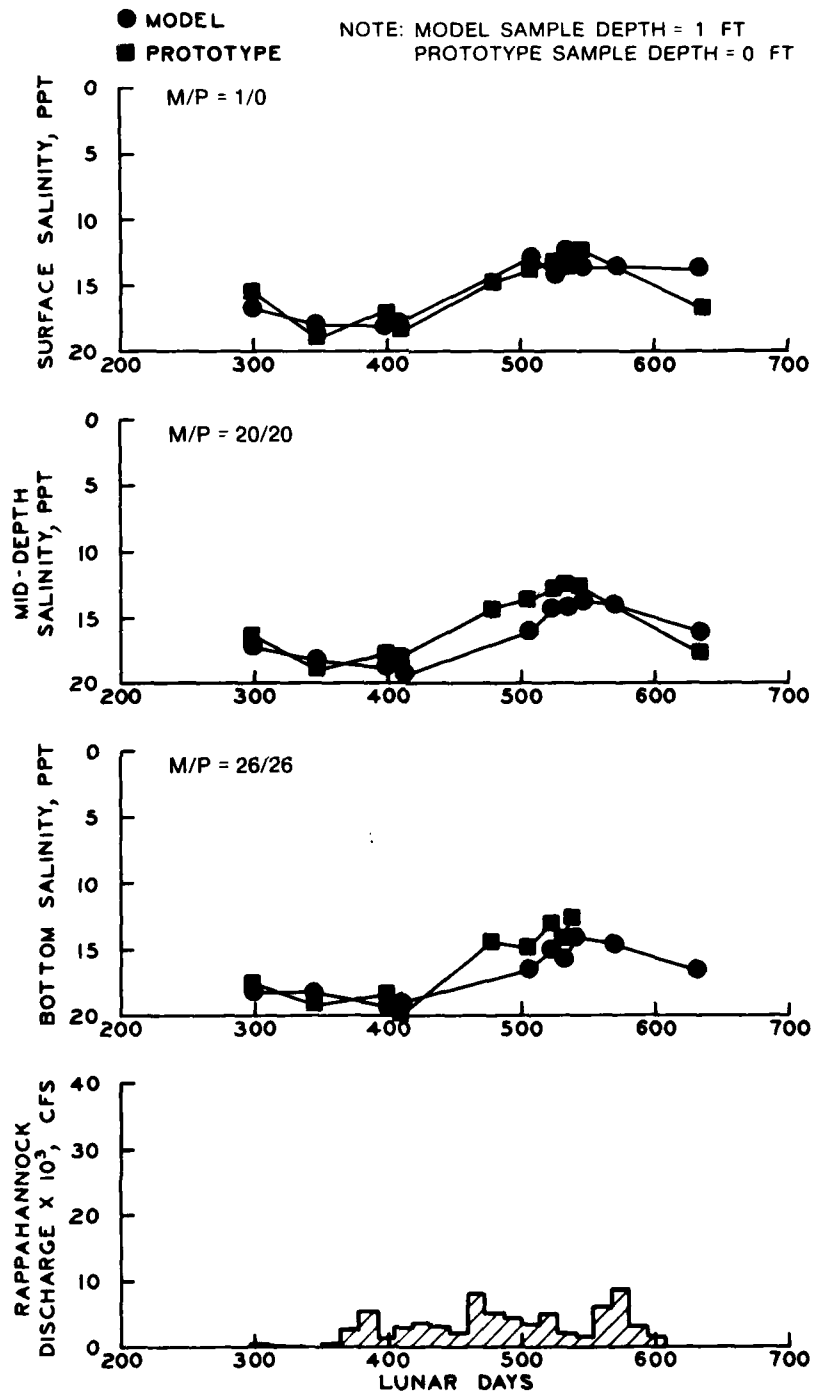 MODEL
PROTOTYPE
NOTE: MODEL SAMPLE DEPTH = 1 FT
PROTOTYPE SAMPLE DEPTH = 0 FT
SURFACE SALINITY, PPT
M/P = 1/0
0
5
10
15
20
200 300 400 500 600 700
MID-DEPTH
SALINITY, PPT
M/P = 20/20
0
5
10
15
20
200 300 400 500 600 700
BOTTOM SALINITY, PPT
M/P = 26/26
0
5
10
15
20
200 300 400 500 600 700
RAPPAHANNOCK
DISCHARGE X 10³, CFS
40
30
20
10
0
200 300 400 500 600 700
LUNAR DAYS